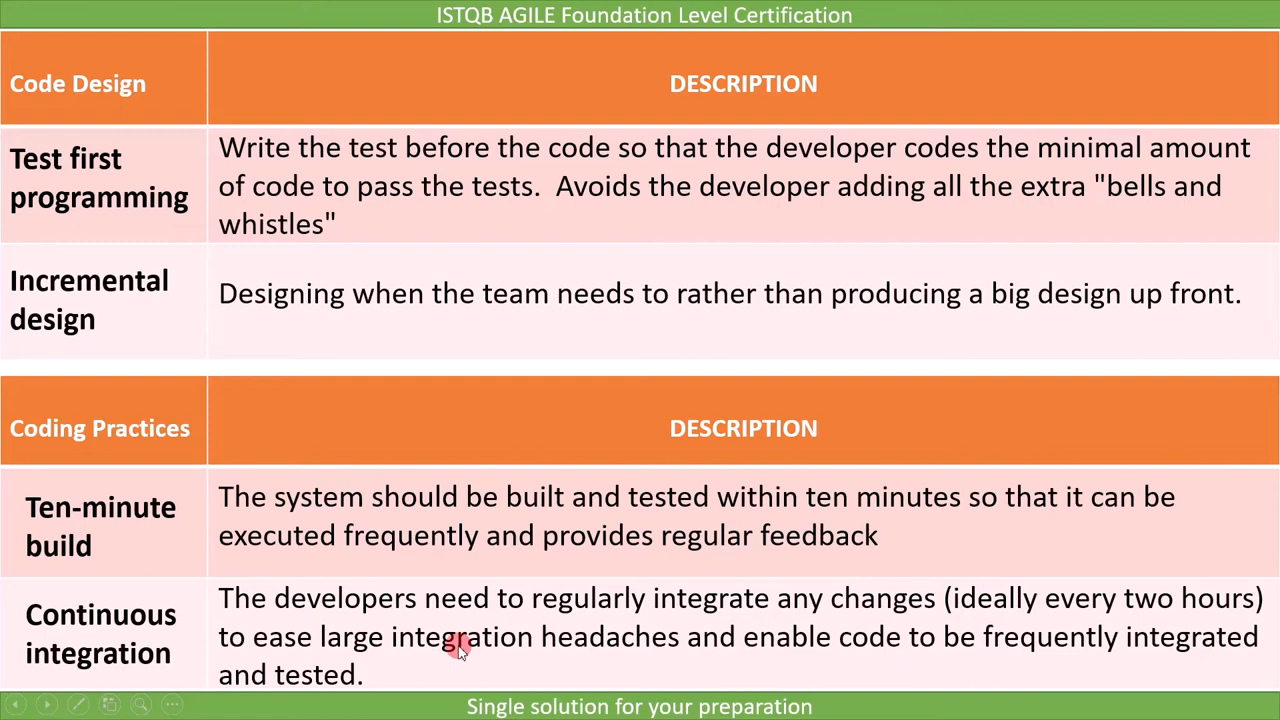 ISTQB AGILE Foundation Level Certification
Code Design
DESCRIPTION
Test first
programming
Write the test before the code so that the developer codes the minimal amount
of code to pass the tests.  Avoids the developer adding all the extra "bells and
whistles"
Incremental
design
Designing when the team needs to rather than producing a big design up front.
Coding Practices
DESCRIPTION
Ten-minute
build
The system should be built and tested within ten minutes so that it can be
executed frequently and provides regular feedback
Continuous
integration
The developers need to regularly integrate any changes (ideally every two hours)
to ease large integration headaches and enable code to be frequently integrated
and tested.
Single solution for your preparation